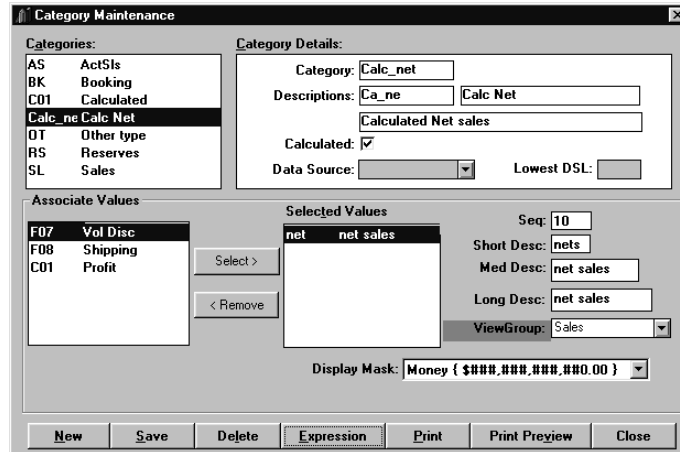 Category Maintenance
Categories:
AS ActSls
BK Booking
C01 Calculated
Calc_ne Calc Net
OT Other type
RS Reserves
SL Sales
Category Details:
Category: Calc_net
Descriptions: Ca_ne Calc Net
Calculated Net sales
Calculated:
Data Source: Lowest DSL:
Associate Values
F07 Vol Disc
F08 Shipping
C01 Profit
Select >
< Remove
Selected Values
net net sales
Seq: 10
Short Desc: nets
Med Desc: net sales
Long Desc: net sales
ViewGroup: Sales
Display Mask: Money { $###,###,###,##0.00 }
New Save Delete Expression Print Print Preview Close